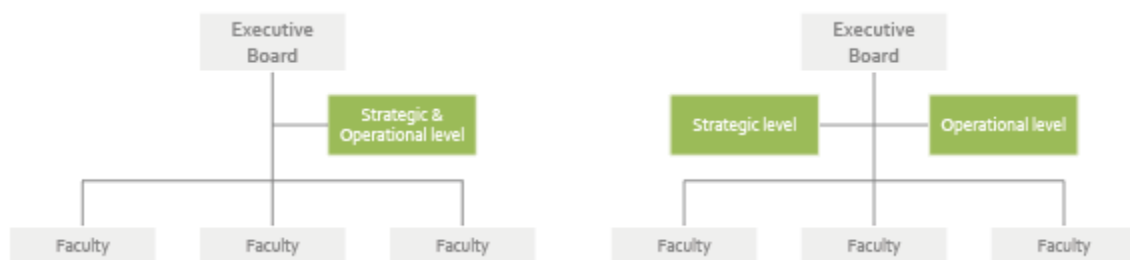 Executive
Board
Strategic &
Operational level
Faculty
Faculty
Faculty
Executive
Board
Strategic level
Operational level
Faculty
Faculty
Faculty